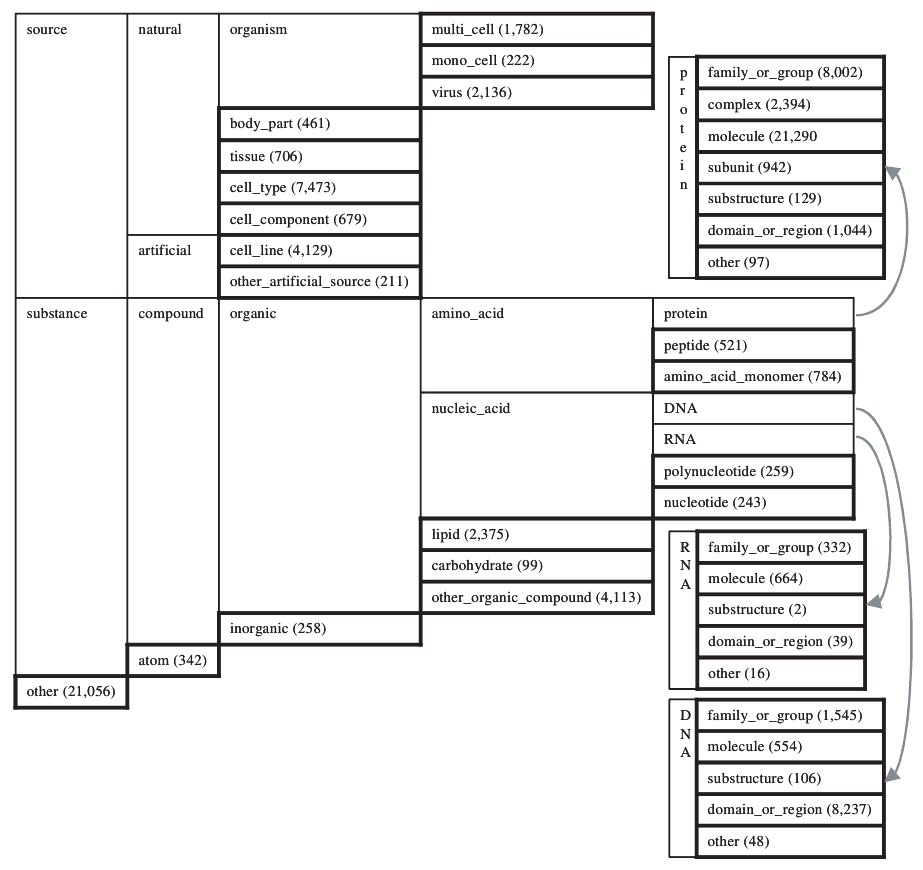 source
natural
organism
multi_cell (1,782)
mono_cell (222)
virus (2,136)
body_part (461)
tissue (706)
cell_type (7,473)
cell_component (679)
artificial
cell_line (4,129)
other_artificial_source (211)
substance
compound
organic
amino_acid
protein
peptide (521)
amino_acid_monomer (784)
nucleic_acid
DNA
RNA
polynucleotide (259)
nucleotide (243)
lipid (2,375)
carbohydrate (99)
other_organic_compound (4,113)
inorganic (258)
atom (342)
other (21,056)
protein
family_or_group (8,002)
complex (2,394)
molecule (21,290
subunit (942)
substructure (129)
domain_or_region (1,044)
other (97)
RNA
family_or_group (332)
molecule (664)
substructure (2)
domain_or_region (39)
other (16)
DNA
family_or_group (1,545)
molecule (554)
substructure (106)
domain_or_region (8,237)
other (48)